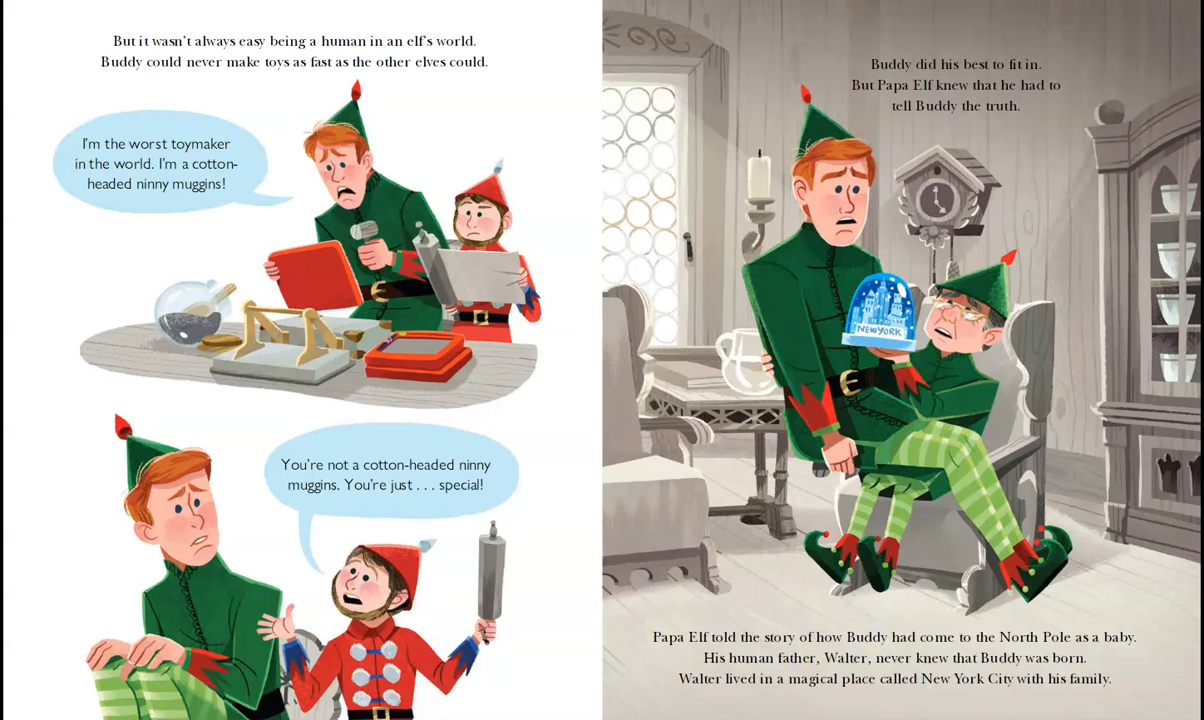 But it wasn't always easy being a human in an elf's world.
Buddy could never make toys as fast as the other elves could.
I'm the worst toymaker
in the world. I'm a cotton-
headed ninny muggins!
You're not a cotton-headed ninny
muggins. You're just . . . special!
Buddy did his best to fit in.
But Papa Elf knew that he had to
tell Buddy the truth.
NEW YORK
Papa Elf told the story of how Buddy had come to the North Pole as a baby.
His human father, Walter, never knew that Buddy was born.
Walter lived in a magical place called New York City with his family.